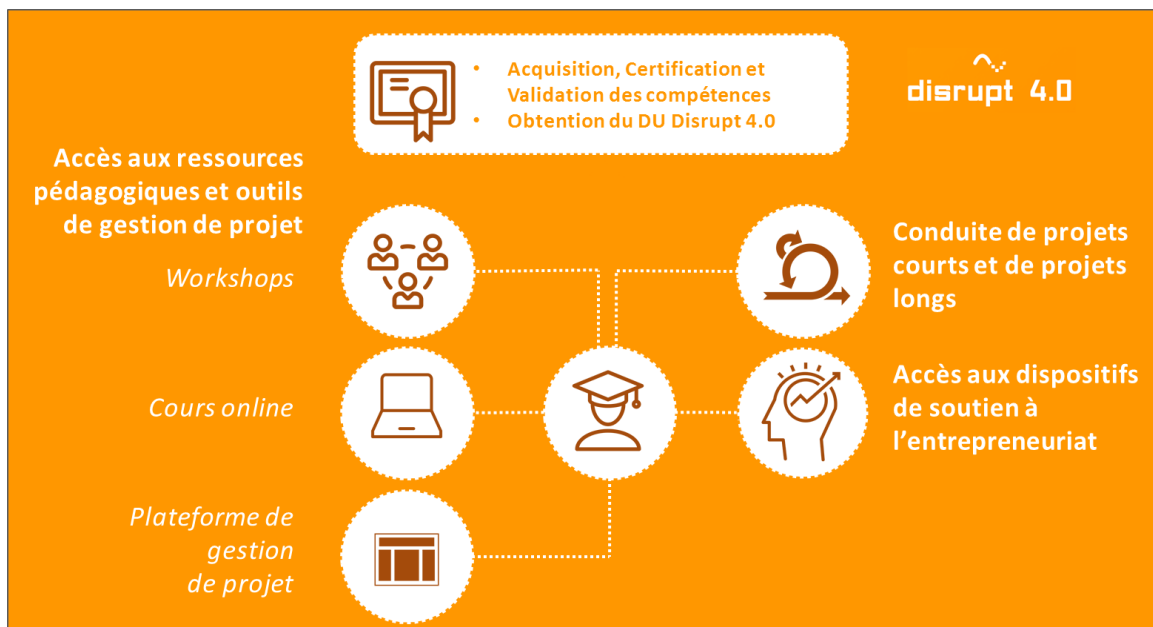 • Acquisition, Certification et
Validation des compétences
• Obtention du DU Disrupt 4.0
disrupt 4.0
Accès aux ressources
pédagogiques et outils
de gestion de projet
Workshops
Cours online
Plateforme de
gestion
de projet
Conduite de projets
courts et de projets
longs
Accès aux dispositifs
de soutien à
l’entrepreneuriat